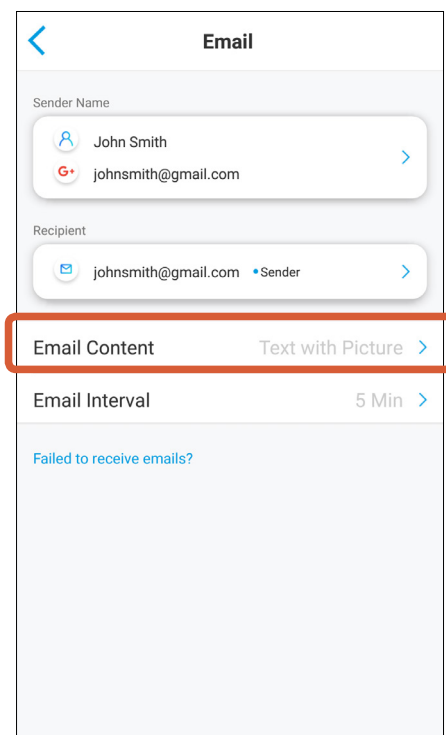 Email
Sender Name
John Smith
G+ johnsmith@gmail.com
Recipient
johnsmith@gmail.com • Sender
Email Content Text with Picture
Email Interval 5 Min
Failed to receive emails?